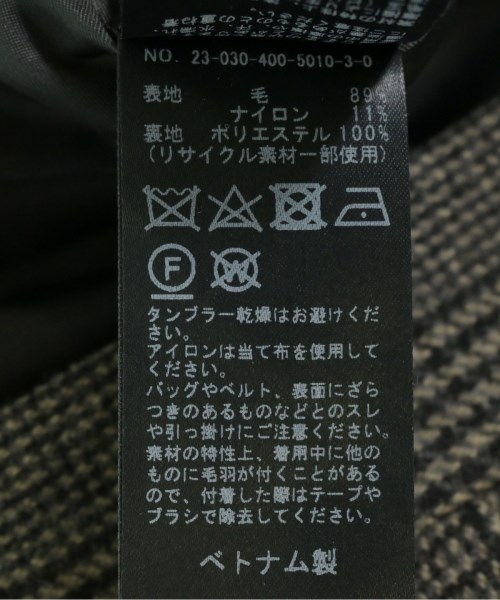 との重ね着
NO. 23-030-400-5010-3-0
表地 毛 89%
ナイロン 11%
裏地 ポリエステル 100%
(リサイクル素材一部使用)
F
W
タンブラー乾燥はお避けくだ
さい。
アイロンは当て布を使用して
ください。
バッグやベルト、表面にざら
つきのあるものなどとのスレ
や引っ掛けにご注意ください。
素材の特性上、着用中に他の
ものに毛羽が付くことがある
ので、付着した際はテープや
ブラシで除去してください。
ベトナム製